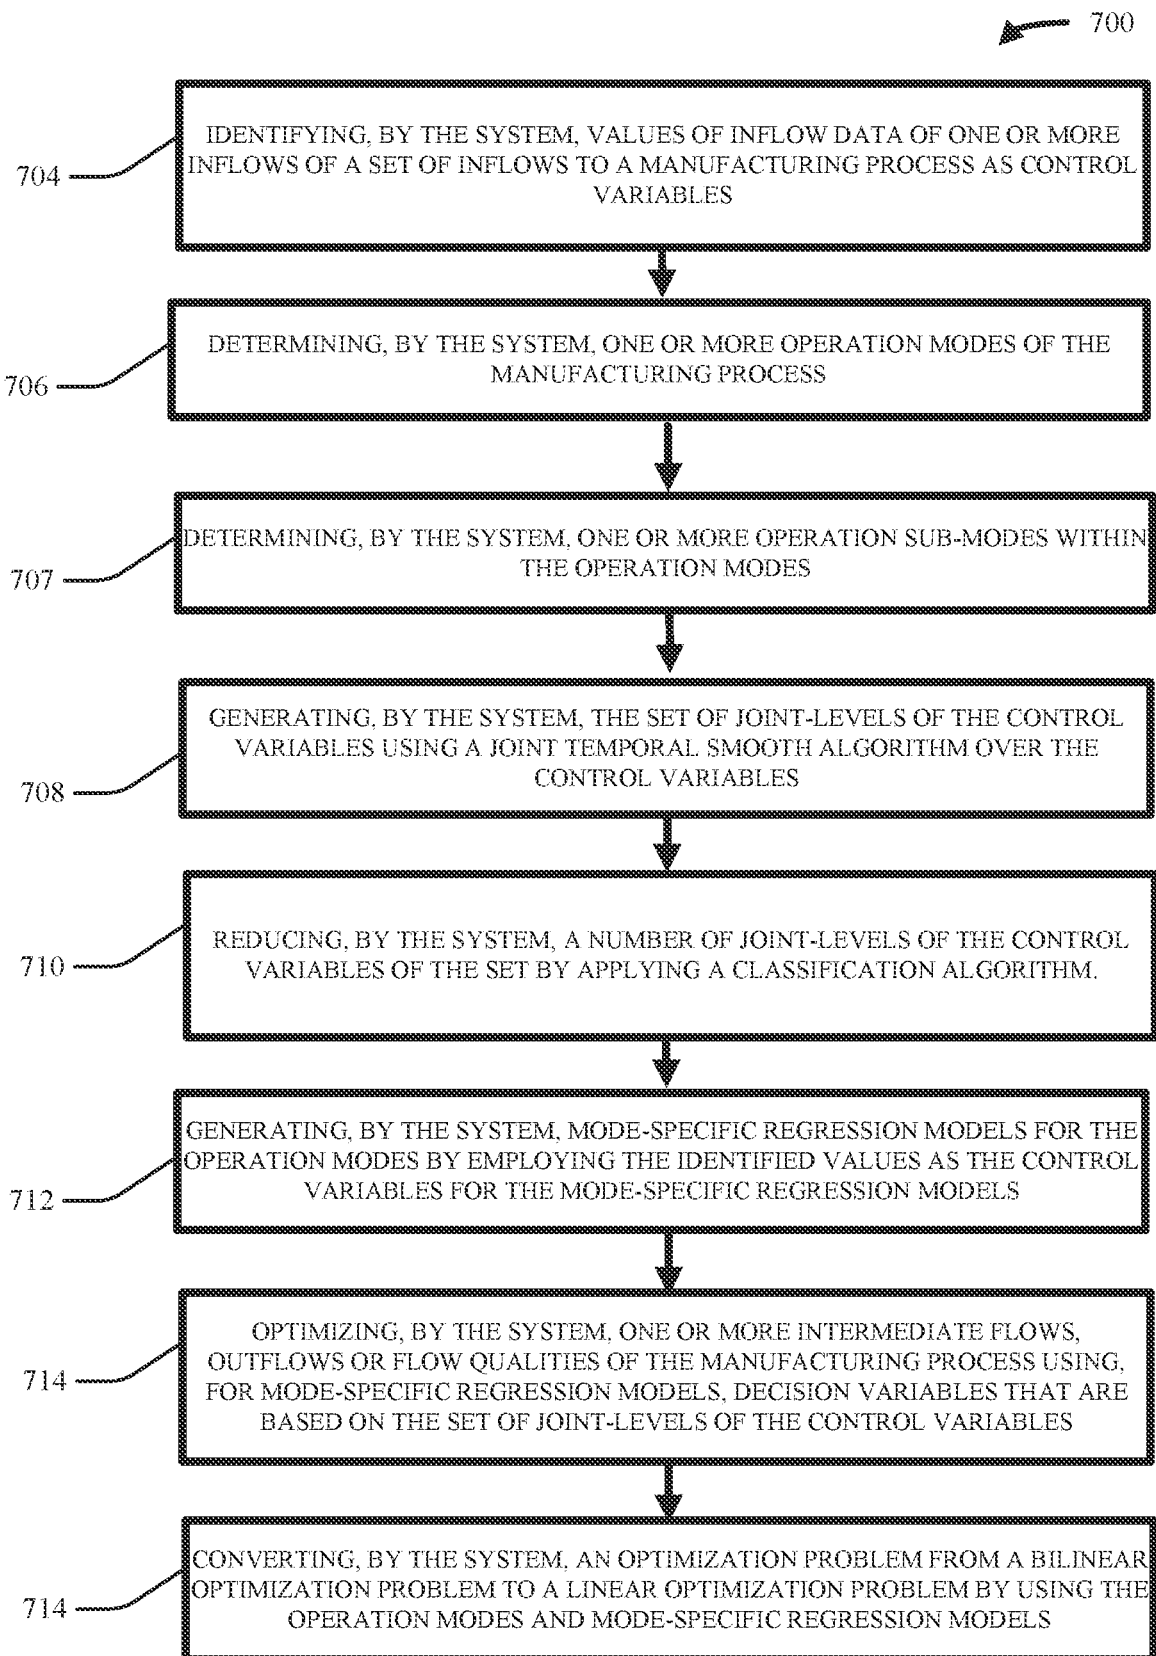 700
704
IDENTIFYING, BY THE SYSTEM, VALUES OF INFLOW DATA OF ONE OR MORE
INFLOWS OF A SET OF INFLOWS TO A MANUFACTURING PROCESS AS CONTROL
VARIABLES
706
DETERMINING, BY THE SYSTEM, ONE OR MORE OPERATION MODES OF THE
MANUFACTURING PROCESS
707
DETERMINING, BY THE SYSTEM, ONE OR MORE OPERATION SUB-MODES WITHIN
THE OPERATION MODES
708
GENERATING, BY THE SYSTEM, THE SET OF JOINT-LEVELS OF THE CONTROL
VARIABLES USING A JOINT TEMPORAL SMOOTH ALGORITHM OVER THE
CONTROL VARIABLES
710
REDUCING, BY THE SYSTEM, A NUMBER OF JOINT-LEVELS OF THE CONTROL
VARIABLES OF THE SET BY APPLYING A CLASSIFICATION ALGORITHM.
712
GENERATING, BY THE SYSTEM, MODE-SPECIFIC REGRESSION MODELS FOR THE
OPERATION MODES BY EMPLOYING THE IDENTIFIED VALUES AS THE CONTROL
VARIABLES FOR THE MODE-SPECIFIC REGRESSION MODELS
714
OPTIMIZING, BY THE SYSTEM, ONE OR MORE INTERMEDIATE FLOWS,
OUTFLOWS OR FLOW QUALITIES OF THE MANUFACTURING PROCESS USING,
FOR MODE-SPECIFIC REGRESSION MODELS, DECISION VARIABLES THAT ARE
BASED ON THE SET OF JOINT-LEVELS OF THE CONTROL VARIABLES
714
CONVERTING, BY THE SYSTEM, AN OPTIMIZATION PROBLEM FROM A BILINEAR
OPTIMIZATION PROBLEM TO A LINEAR OPTIMIZATION PROBLEM BY USING THE
OPERATION MODES AND MODE-SPECIFIC REGRESSION MODELS